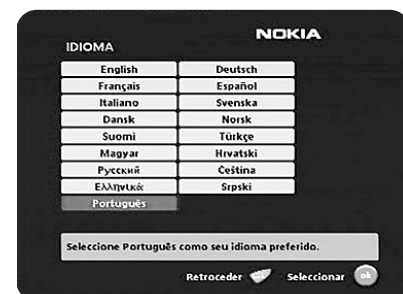 NOKIA
IDIOMA
English Deutsch
Français Español
Italiano Svenska
Dansk Norsk
Suomi Türkçe
Magyar Hrvatski
Русский Čeština
Ελληνικά Srpski
Português
Seleccione Português como seu idioma preferido.
Retroceder Seleccionar ok